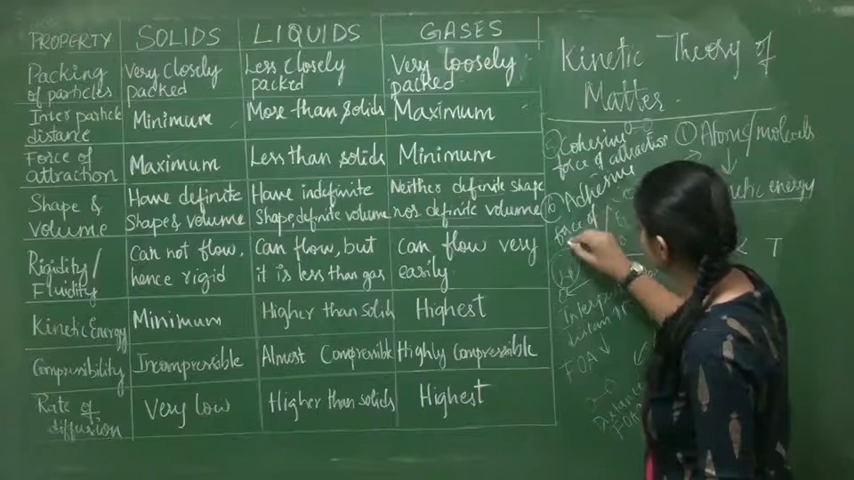 PROPERTY SOLIDS LIQUIDS GASES
Packing of particles Very Closely packed Less Closely packed Very loosely packed
Inter particle distance Minimum More than solids Maximum
Force of attraction Maximum Less than solids Minimum
Shape & Volume Have definite Shape & volume Have indefinite Shape, definite volume Neither definite shape nor definite volume
Rigidity/ Fluidity Can not flow, hence rigid Can flow, but it is less than gas can flow very easily
Kinetic Energy Minimum Higher than solids Highest
Compressibility Incompressible Almost Compressible Highly Compressible
Rate of diffusion Very low Higher than solids Highest
Kinetic Theory of
Matter.
① Atoms/molecules
energy
T
Cohesive
force of attraction
Adhesive
force of
FOA ↓
Distance